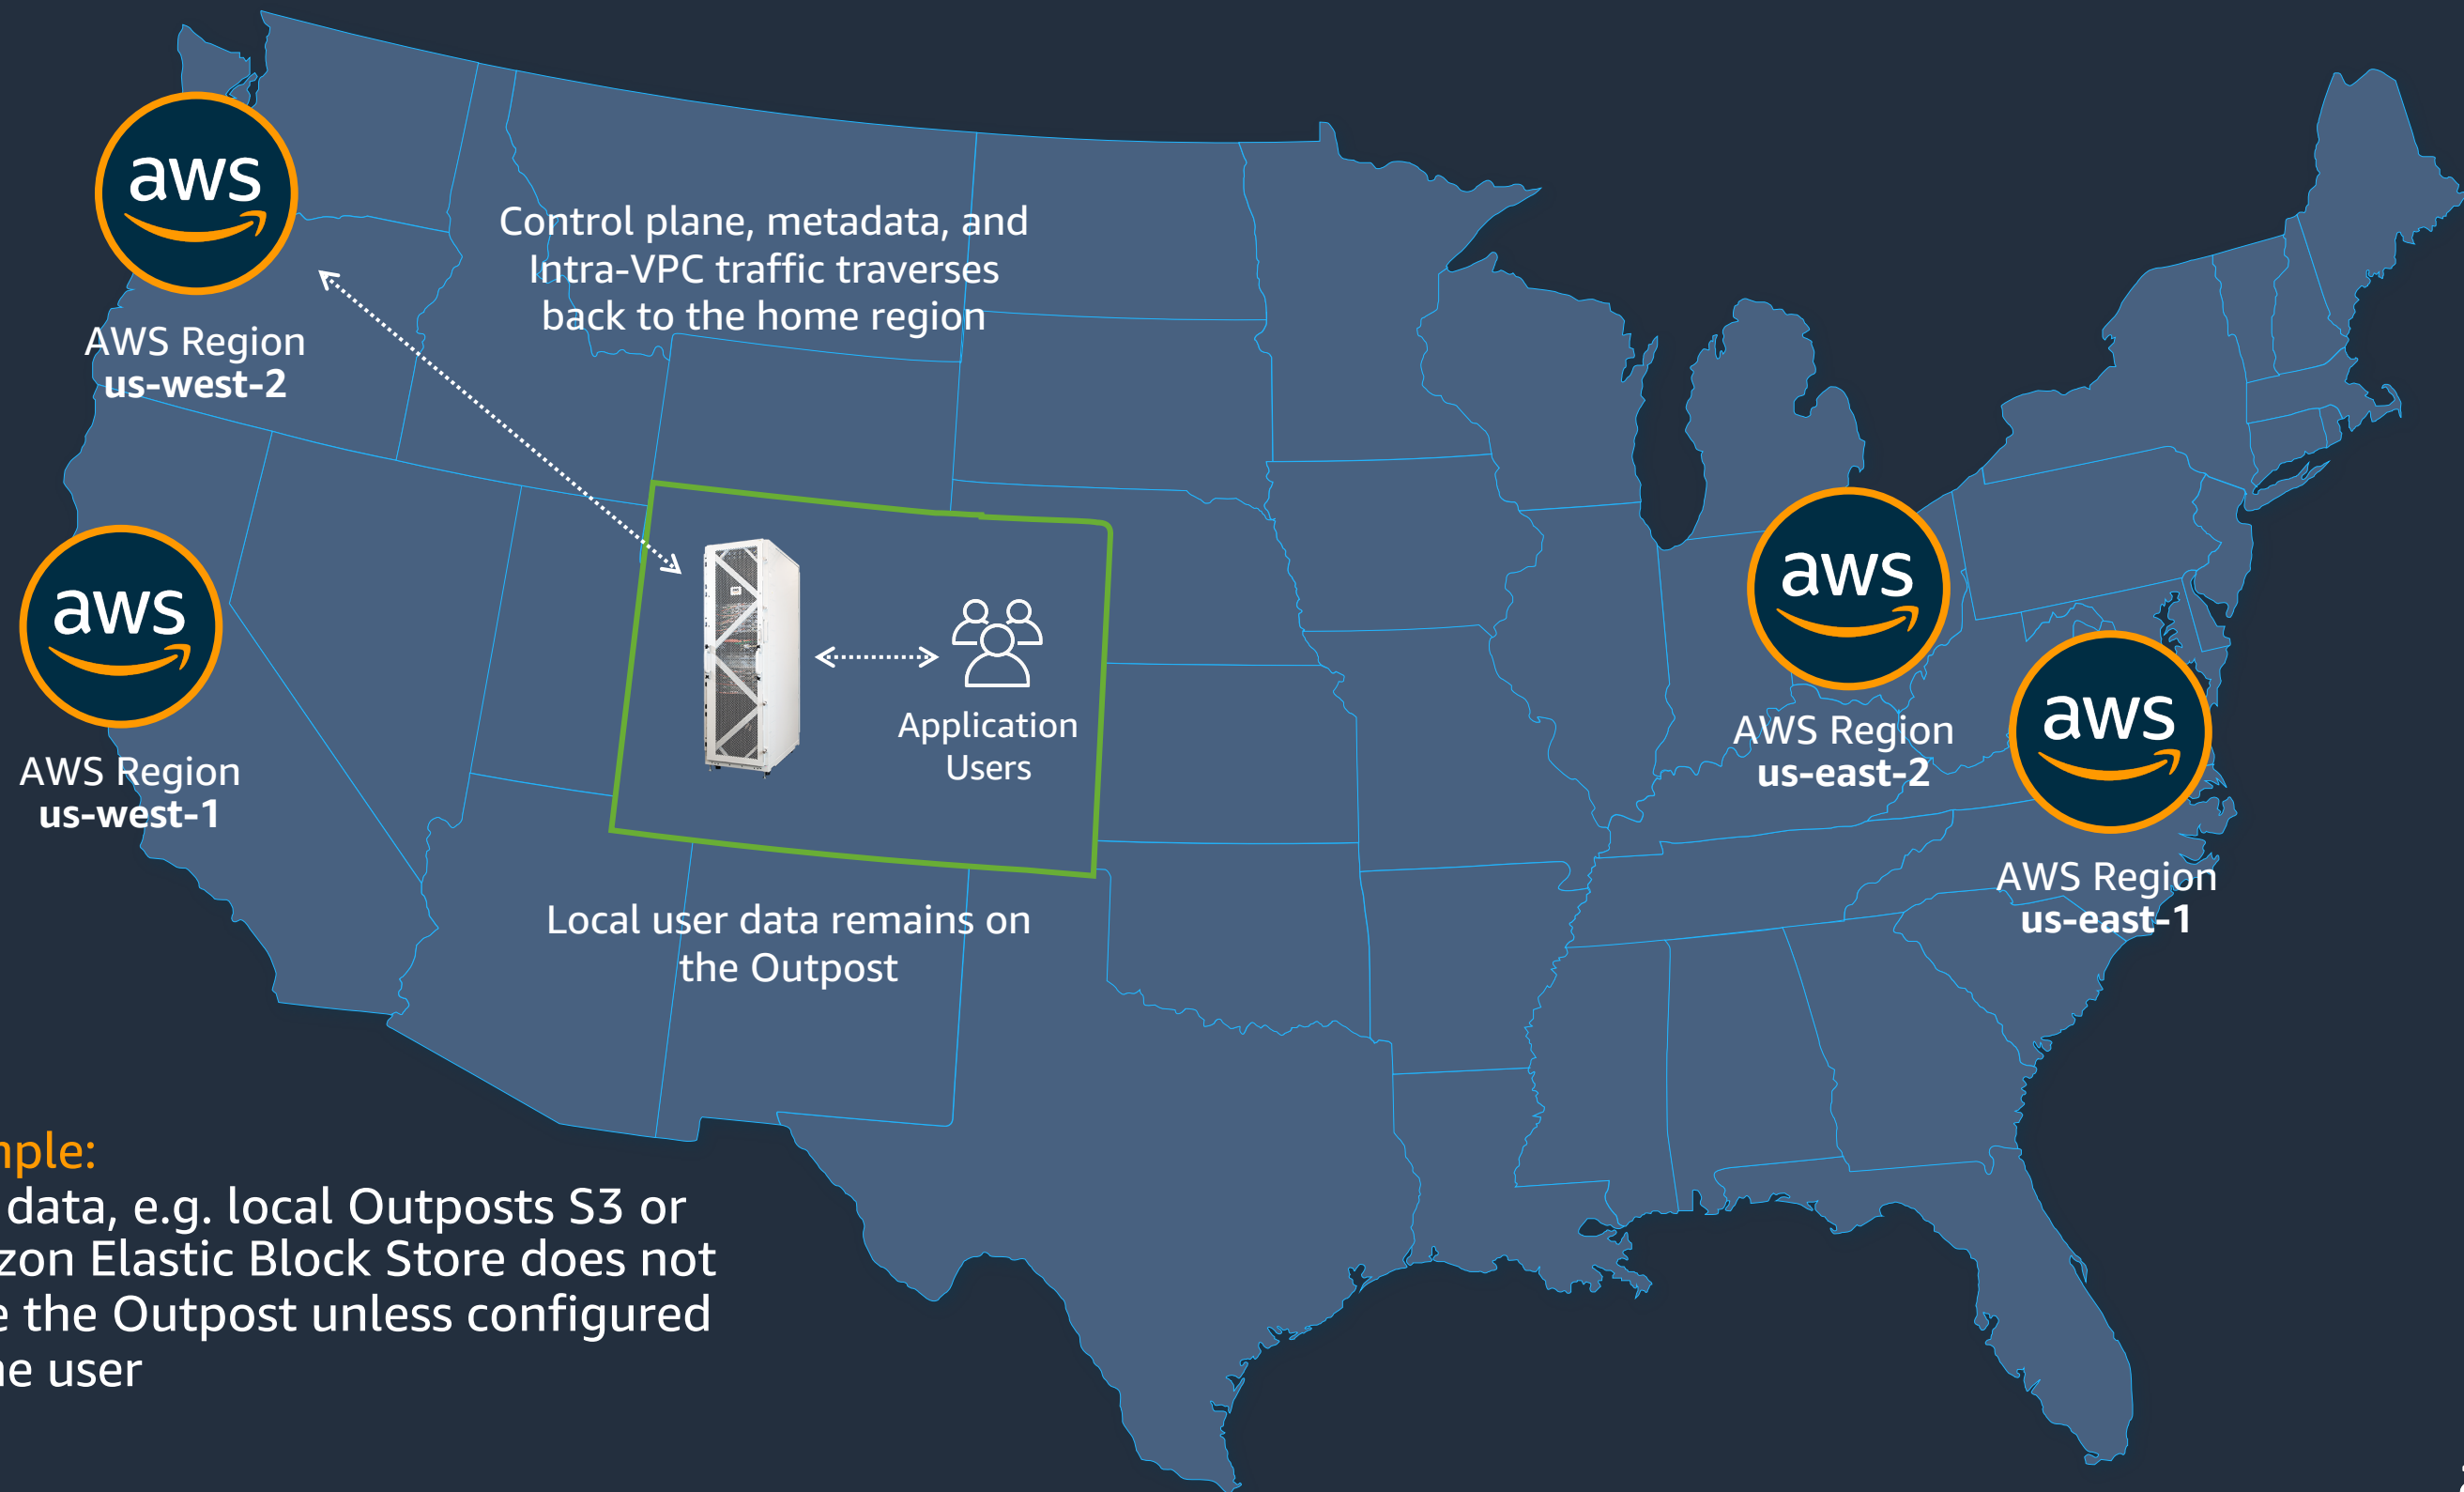 aws
Control plane, metadata, and
Intra-VPC traffic traverses
back to the home region
AWS Region
us-west-2
aws
AWS Region
us-west-1
Application
Users
Local user data remains on
the Outpost
aws
AWS Region
us-east-2
aws
AWS Region
us-east-1
mple:
data, e.g. local Outposts S3 or
zon Elastic Block Store does not
e the Outpost unless configured
he user